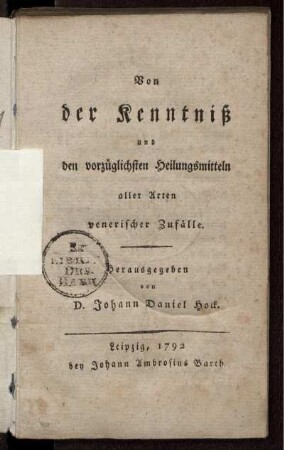 Von
der Kenntniß
und
den vorzüglichsten Heilungsmitteln
aller Arten
venerischer Zufälle.
Herausgegeben
von
D. Johann Daniel Hock.
Leipzig, 1792
bey Johann Ambrosius Barth